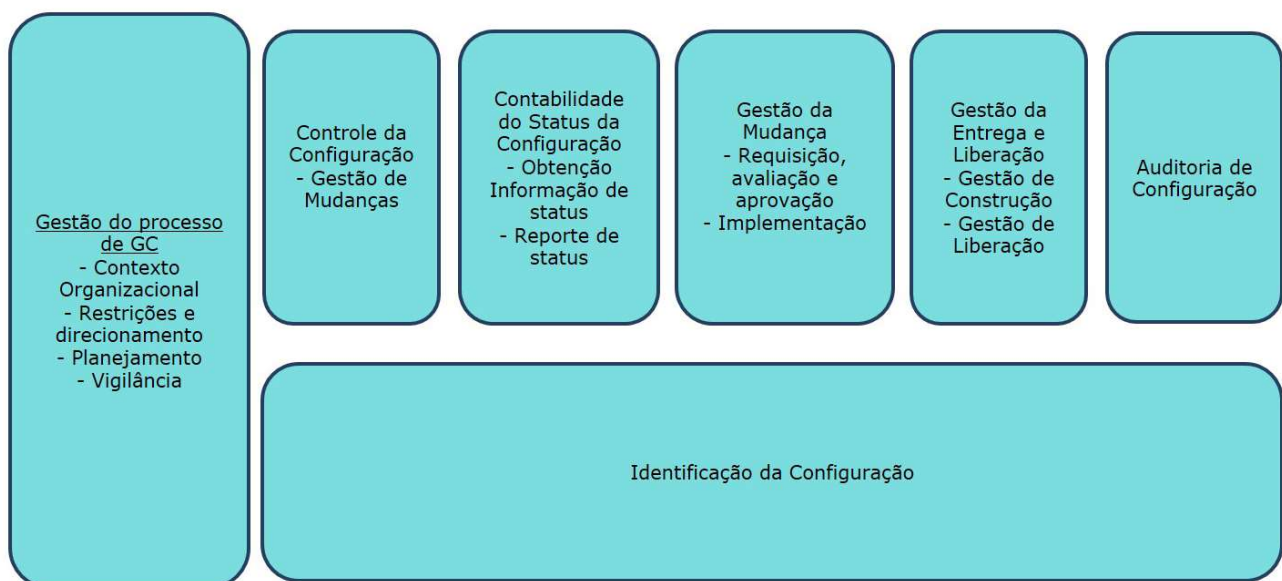 Gestão do processo
de GC
- Contexto
Organizacional
- Restrições e
direcionamento
- Planejamento
- Vigilância
Controle da
Configuração
- Gestão de
Mudanças
Contabilidade
do Status da
Configuração
- Obtenção
Informação de
status
- Reporte de
status
Gestão da
Mudança
- Requisição,
avaliação e
aprovação
- Implementação
Gestão da
Entrega e
Liberação
- Gestão de
Construção
- Gestão de
Liberação
Auditoria de
Configuração
Identificação da Configuração